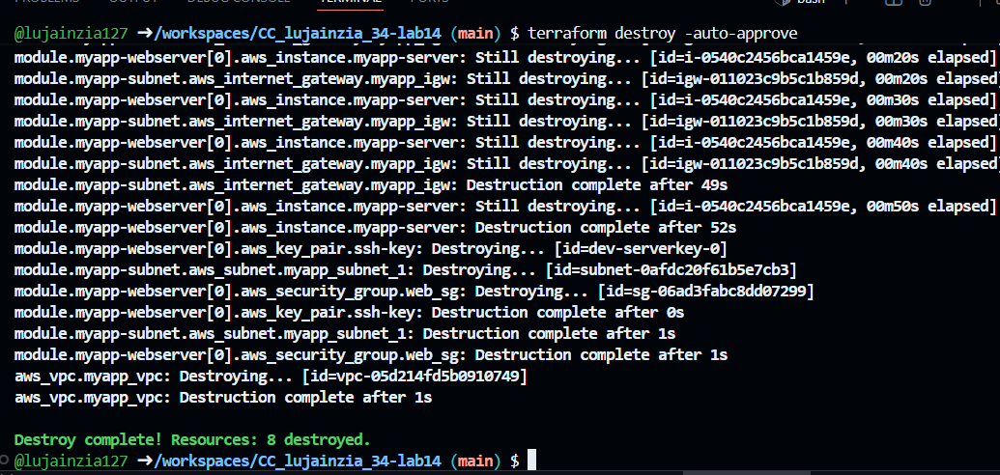 PROBLEMS OUTPUT DEBUG CONSOLE TERMINAL PORTS bash
@lujainzia127 ➜/workspaces/CC_lujainzia_34-lab14 (main) $ terraform destroy -auto-approve
module.myapp-webserver[0].aws_instance.myapp-server: Still destroying... [id=i-0540c2456bca1459e, 00m20s elapsed]
module.myapp-subnet.aws_internet_gateway.myapp_igw: Still destroying... [id=igw-011023c9b5c1b859d, 00m20s elapsed]
module.myapp-webserver[0].aws_instance.myapp-server: Still destroying... [id=i-0540c2456bca1459e, 00m30s elapsed]
module.myapp-subnet.aws_internet_gateway.myapp_igw: Still destroying... [id=igw-011023c9b5c1b859d, 00m30s elapsed]
module.myapp-webserver[0].aws_instance.myapp-server: Still destroying... [id=i-0540c2456bca1459e, 00m40s elapsed]
module.myapp-subnet.aws_internet_gateway.myapp_igw: Still destroying... [id=igw-011023c9b5c1b859d, 00m40s elapsed]
module.myapp-subnet.aws_internet_gateway.myapp_igw: Destruction complete after 49s
module.myapp-webserver[0].aws_instance.myapp-server: Still destroying... [id=i-0540c2456bca1459e, 00m50s elapsed]
module.myapp-webserver[0].aws_instance.myapp-server: Destruction complete after 52s
module.myapp-webserver[0].aws_key_pair.ssh-key: Destroying... [id=dev-serverkey-0]
module.myapp-subnet.aws_subnet.myapp_subnet_1: Destroying... [id=subnet-0afdc20f61b5e7cb3]
module.myapp-webserver[0].aws_security_group.web_sg: Destroying... [id=sg-06ad3fabc8dd07299]
module.myapp-webserver[0].aws_key_pair.ssh-key: Destruction complete after 0s
module.myapp-subnet.aws_subnet.myapp_subnet_1: Destruction complete after 1s
module.myapp-webserver[0].aws_security_group.web_sg: Destruction complete after 1s
aws_vpc.myapp_vpc: Destroying... [id=vpc-05d214fd5b0910749]
aws_vpc.myapp_vpc: Destruction complete after 1s
Destroy complete! Resources: 8 destroyed.
@lujainzia127 ➜/workspaces/CC_lujainzia_34-lab14 (main) $